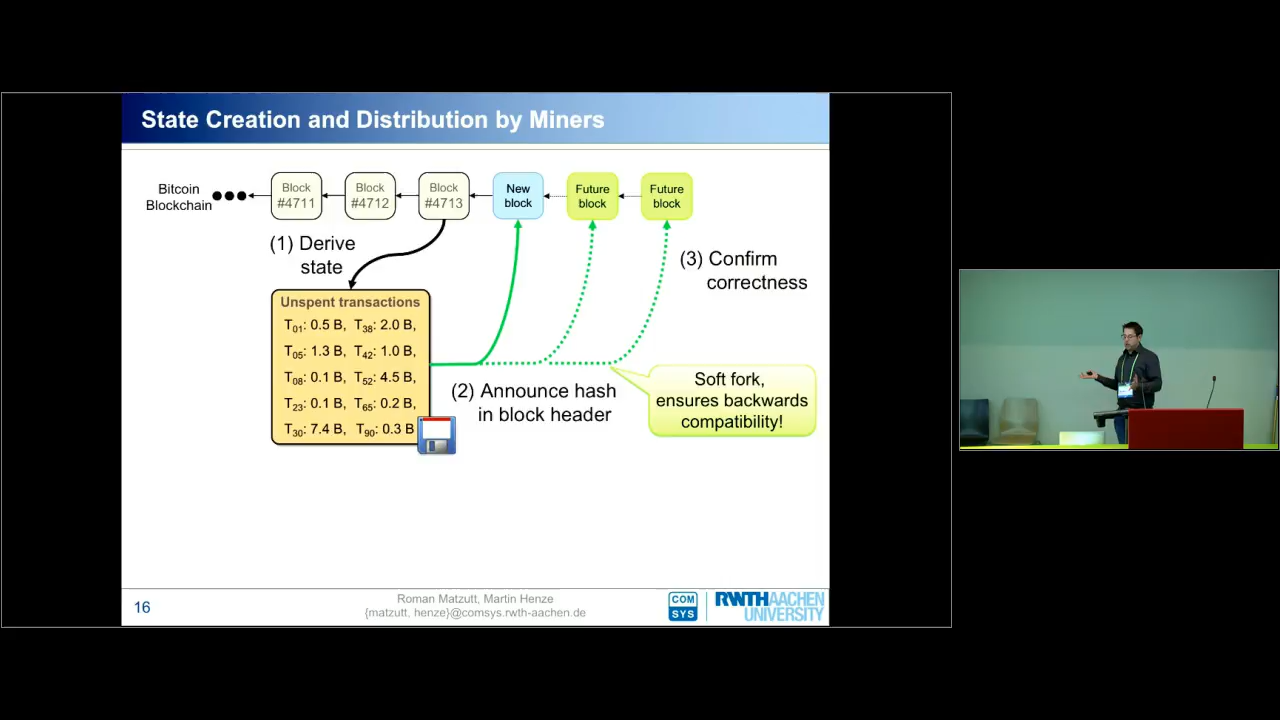 State Creation and Distribution by Miners
Bitcoin
Blockchain
Block
#4711
Block
#4712
Block
#4713
New
block
Future
block
Future
block
(1) Derive
state
(3) Confirm
correctness
Unspent transactions
T01: 0.5 B, T38: 2.0 B,
T05: 1.3 B, T42: 1.0 B,
T08: 0.1 B, T52: 4.5 B,
T23: 0.1 B, T65: 0.2 B,
T30: 7.4 B, T90: 0.3 B
(2) Announce hash
in block header
Soft fork,
ensures backwards
compatibility!
16
Roman Matzutt, Martin Henze
{matzutt, henze}@comsys.rwth-aachen.de
COM
SYS
RWTHAACHEN
UNIVERSITY